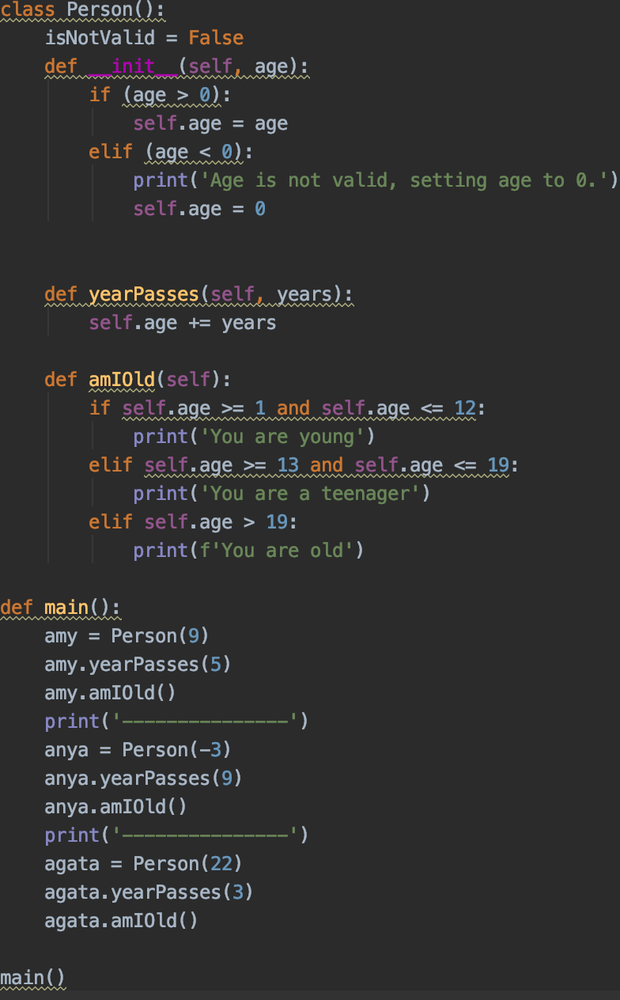 class Person():
    isNotValid = False
    def __init__(self, age):
        if (age > 0):
            self.age = age
        elif (age < 0):
            print('Age is not valid, setting age to 0.')
            self.age = 0
    def yearPasses(self, years):
        self.age += years
    def amIOld(self):
        if self.age >= 1 and self.age <= 12:
            print('You are young')
        elif self.age >= 13 and self.age <= 19:
            print('You are a teenager')
        elif self.age > 19:
            print(f'You are old')
def main():
    amy = Person(9)
    amy.yearPasses(5)
    amy.amIOld()
    print('---------------')
    anya = Person(-3)
    anya.yearPasses(9)
    anya.amIOld()
    print('---------------')
    agata = Person(22)
    agata.yearPasses(3)
    agata.amIOld()
main()